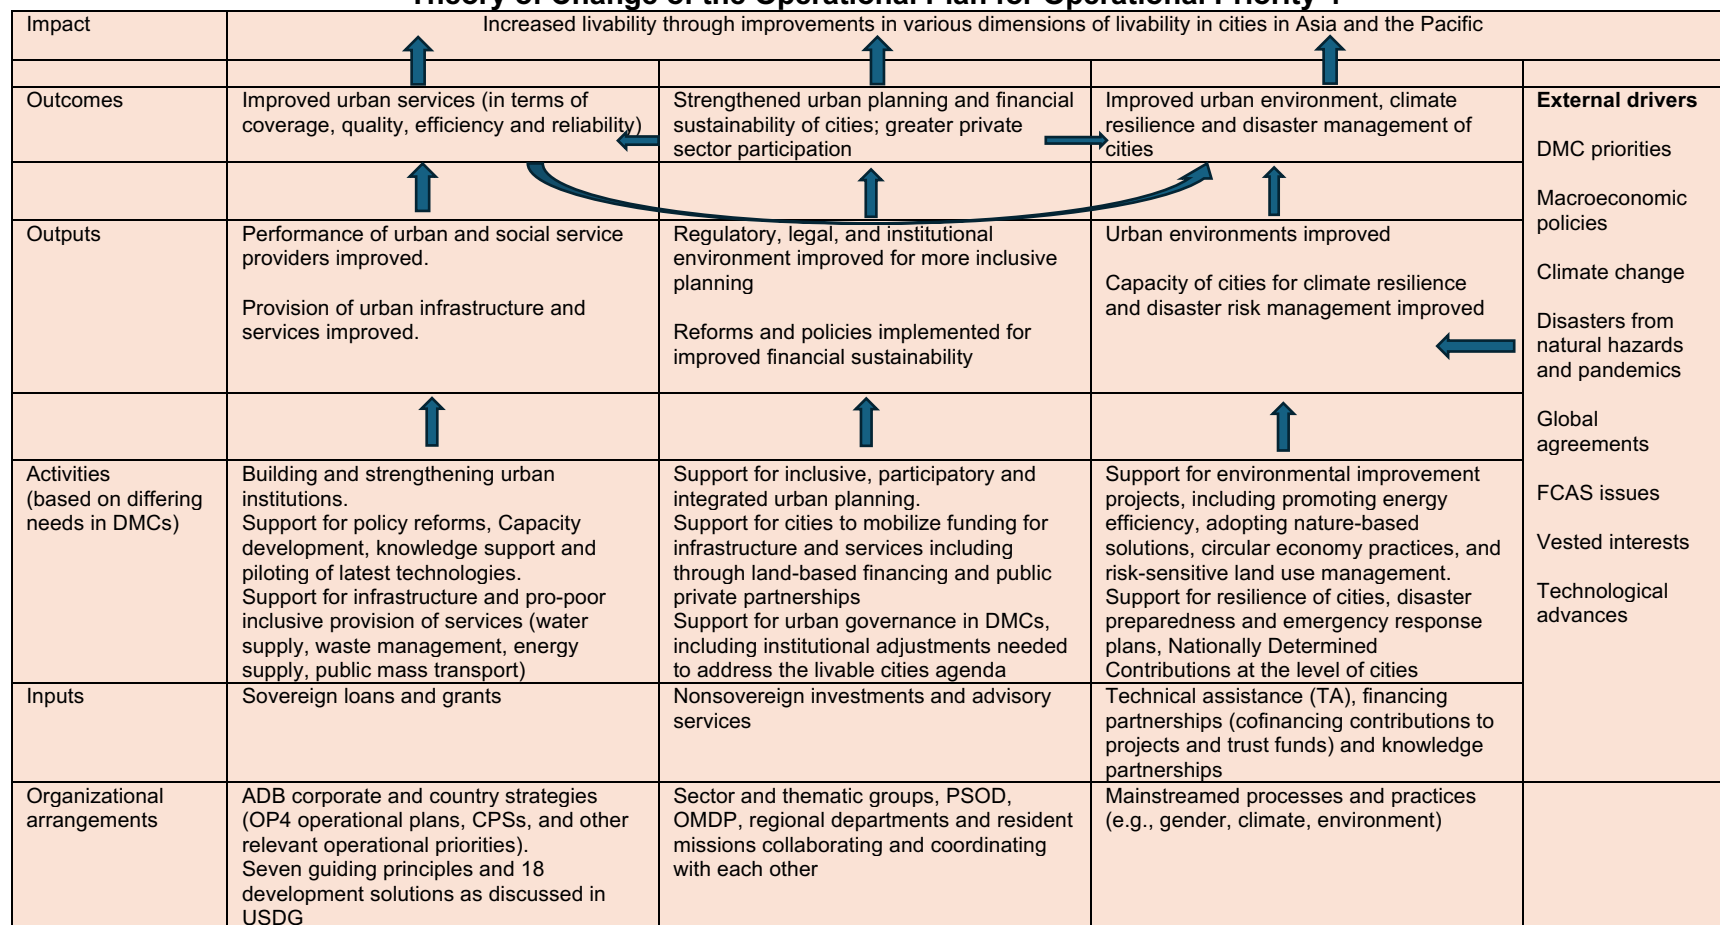 Theory of Change of the Operational Plan for Operational Priority 4
Impact
Increased livability through improvements in various dimensions of livability in cities in Asia and the Pacific
Outcomes
Improved urban services (in terms of
coverage, quality, efficiency and reliability)
Strengthened urban planning and financial
sustainability of cities; greater private
sector participation
Improved urban environment, climate
resilience and disaster management of
cities
External drivers
DMC priorities
Macroeconomic
policies
Climate change
Disasters from
natural hazards
and pandemics
Global
agreements
FCAS issues
Vested interests
Technological
advances
Outputs
Performance of urban and social service
providers improved.
Provision of urban infrastructure and
services improved.
Regulatory, legal, and institutional
environment improved for more inclusive
planning
Reforms and policies implemented for
improved financial sustainability
Urban environments improved
Capacity of cities for climate resilience
and disaster risk management improved
Activities
(based on differing
needs in DMCs)
Building and strengthening urban
institutions.
Support for policy reforms, Capacity
development, knowledge support and
piloting of latest technologies.
Support for infrastructure and pro-poor
inclusive provision of services (water
supply, waste management, energy
supply, public mass transport)
Support for inclusive, participatory and
integrated urban planning.
Support for cities to mobilize funding for
infrastructure and services including
through land-based financing and public
private partnerships
Support for urban governance in DMCs,
including institutional adjustments needed
to address the livable cities agenda
Support for environmental improvement
projects, including promoting energy
efficiency, adopting nature-based
solutions, circular economy practices, and
risk-sensitive land use management.
Support for resilience of cities, disaster
preparedness and emergency response
plans, Nationally Determined
Contributions at the level of cities
Inputs
Sovereign loans and grants
Nonsovereign investments and advisory
services
Technical assistance (TA), financing
partnerships (cofinancing contributions to
projects and trust funds) and knowledge
partnerships
Organizational
arrangements
ADB corporate and country strategies
(OP4 operational plans, CPSs, and other
relevant operational priorities).
Seven guiding principles and 18
development solutions as discussed in
USDG
Sector and thematic groups, PSOD,
OMDP, regional departments and resident
missions collaborating and coordinating
with each other
Mainstreamed processes and practices
(e.g., gender, climate, environment)